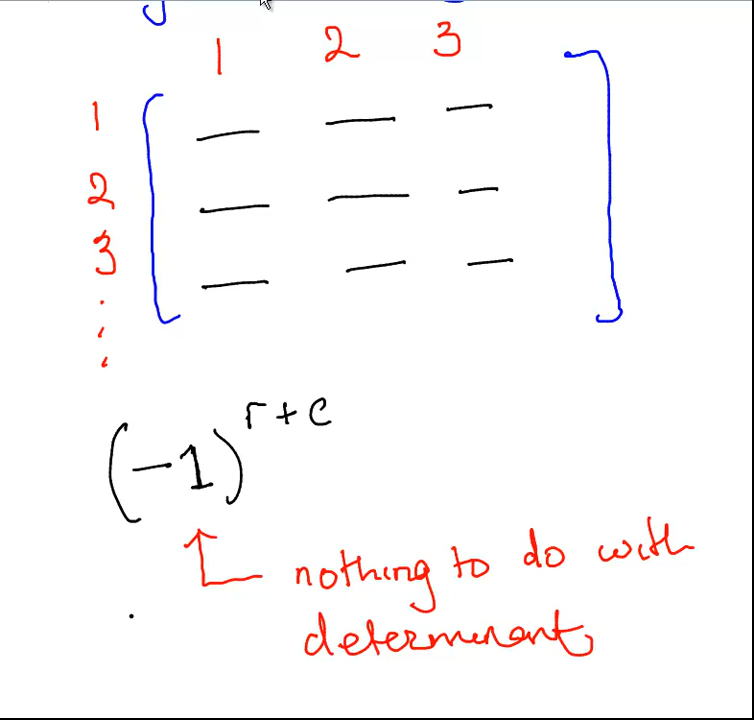 1 2 3
1
2
3
(-1)^{r+c}
nothing to do with
determinant